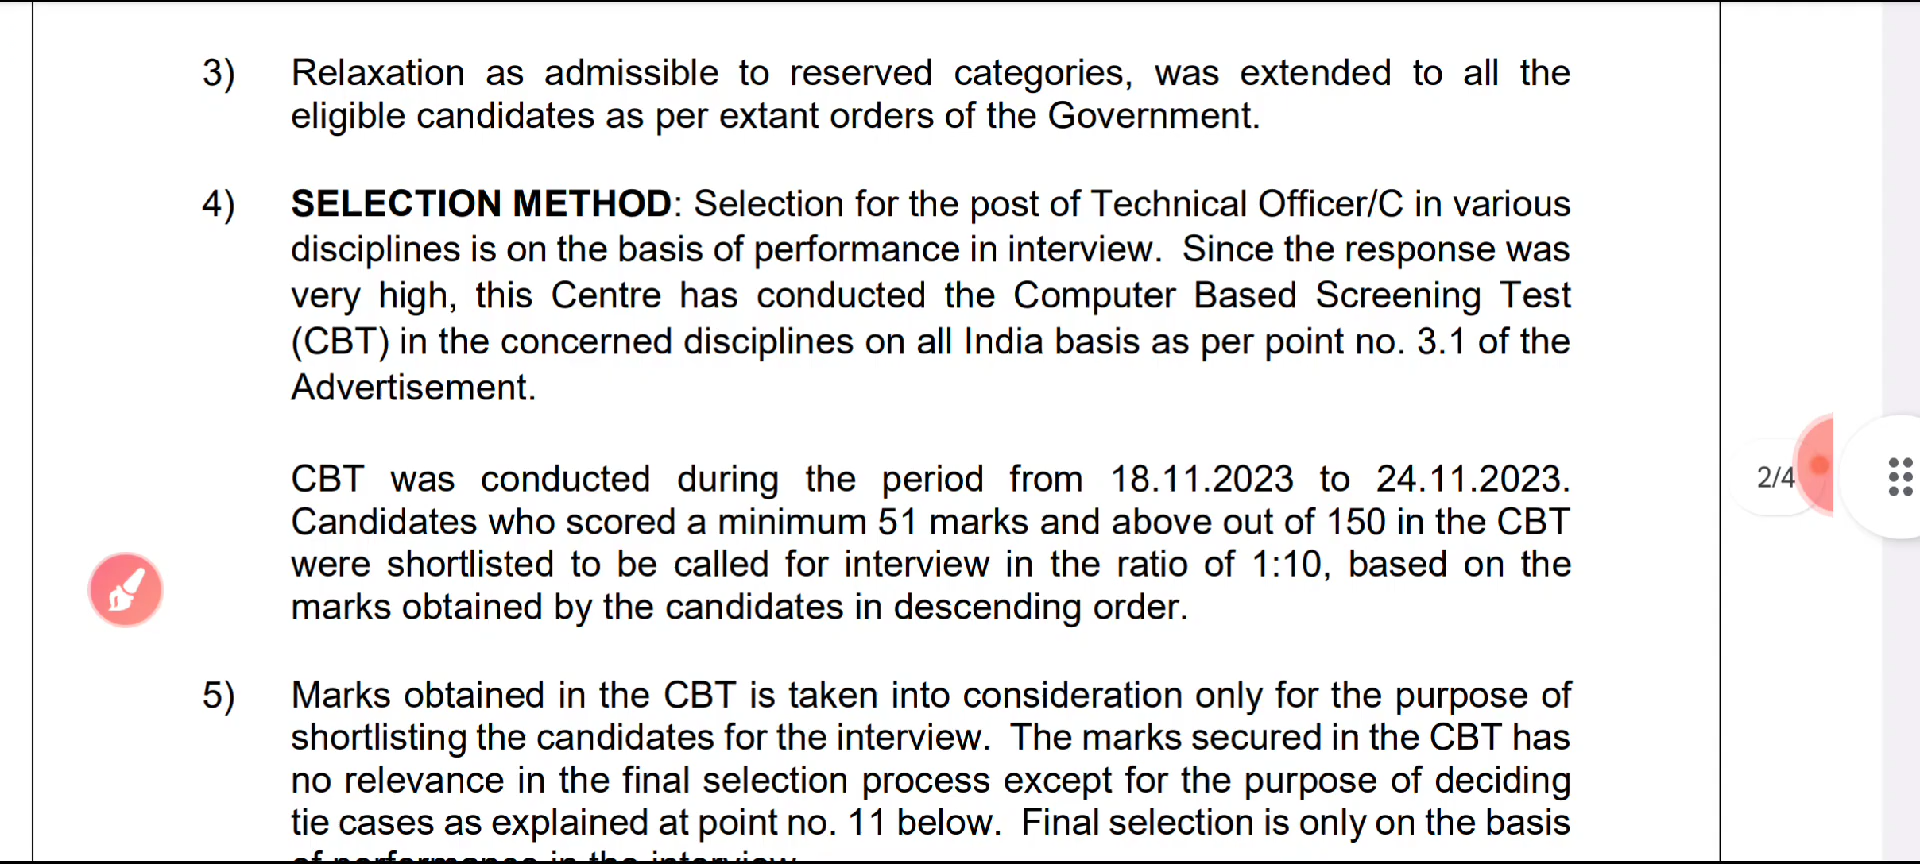 3) Relaxation as admissible to reserved categories, was extended to all the
eligible candidates as per extant orders of the Government.
4) SELECTION METHOD: Selection for the post of Technical Officer/C in various
disciplines is on the basis of performance in interview. Since the response was
very high, this Centre has conducted the Computer Based Screening Test
(CBT) in the concerned disciplines on all India basis as per point no. 3.1 of the
Advertisement.
CBT was conducted during the period from 18.11.2023 to 24.11.2023.
Candidates who scored a minimum 51 marks and above out of 150 in the CBT
were shortlisted to be called for interview in the ratio of 1:10, based on the
marks obtained by the candidates in descending order.
2/4
5) Marks obtained in the CBT is taken into consideration only for the purpose of
shortlisting the candidates for the interview. The marks secured in the CBT has
no relevance in the final selection process except for the purpose of deciding
tie cases as explained at point no. 11 below. Final selection is only on the basis
of performance in the interview